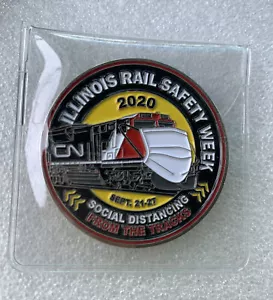 ILLINOIS RAIL SAFETY WEEK
2020
CN
SEPT. 21-27
SOCIAL DISTANCING
FROM THE TRACKS